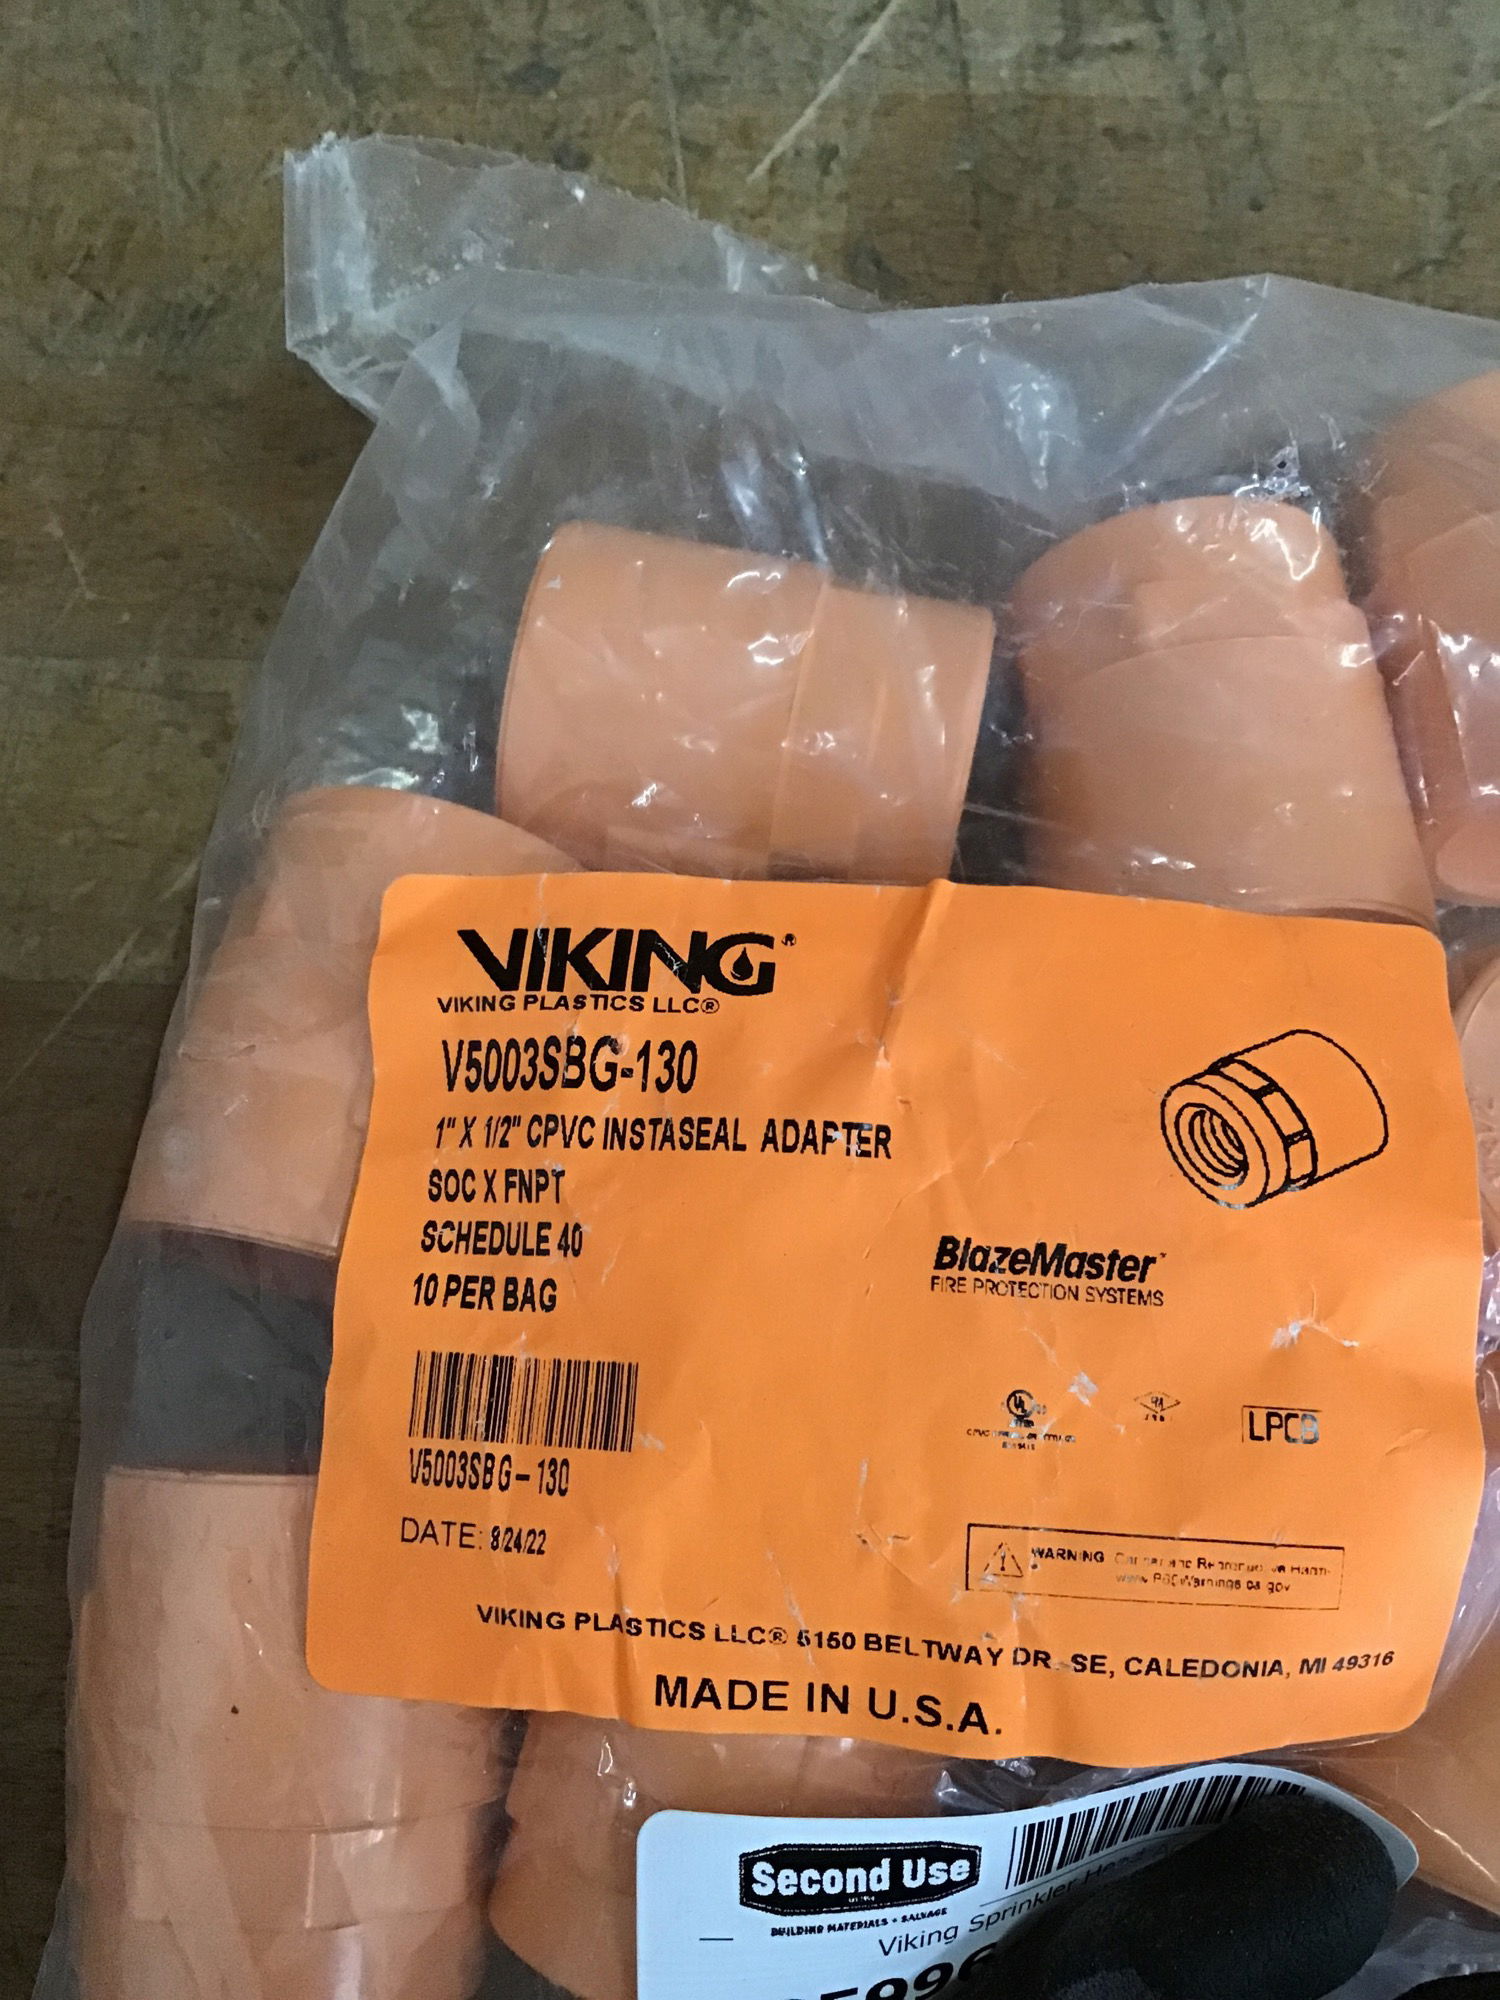 VIKING®
VIKING PLASTICS LLC®
V5003SBG-130
1" X 1/2" CPVC INSTASEAL ADAPTER
SOC X FNPT
SCHEDULE 40
10 PER BAG
BlazeMaster™
FIRE PROTECTION SYSTEMS
V5003SBG-130
DATE: 8/24/22
UL
LPCB
WARNING
VIKING PLASTICS LLC® 5150 BELTWAY DR. SE, CALEDONIA, MI 49316
MADE IN U.S.A.
Second Use
BUILDING MATERIALS + SALVAGE
Viking Sprinkler